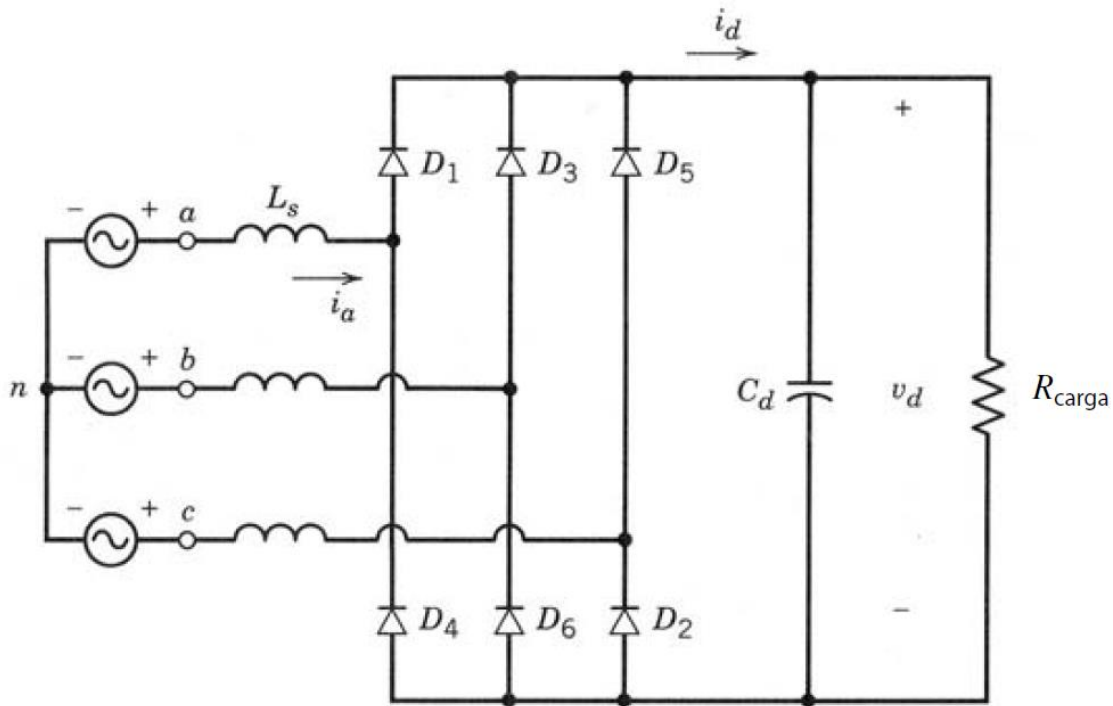 i_d
+
D_1 D_3 D_5
- + a L_s
i_a
- + b
n
C_d v_d R_carga
- + c
-
D_4 D_6 D_2